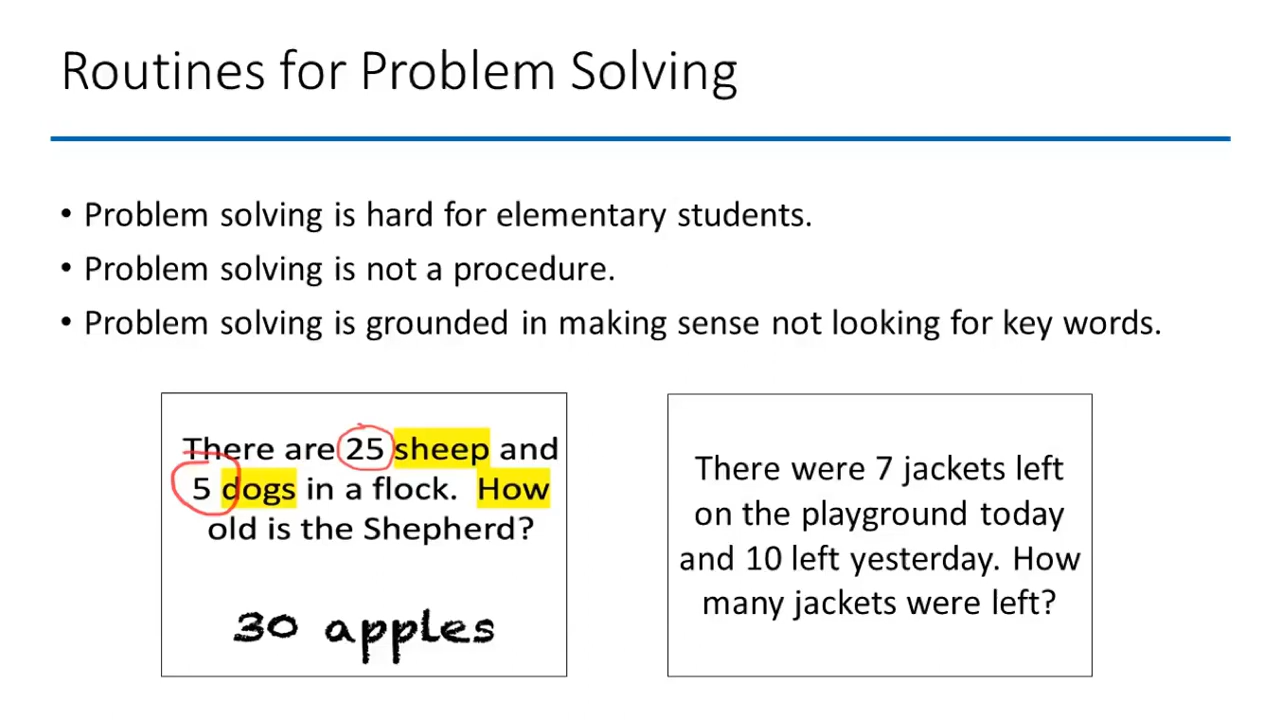 Routines for Problem Solving
• Problem solving is hard for elementary students.
• Problem solving is not a procedure.
• Problem solving is grounded in making sense not looking for key words.
There are 25 sheep and
5 dogs in a flock. How
old is the Shepherd?
30 apples
There were 7 jackets left
on the playground today
and 10 left yesterday. How
many jackets were left?